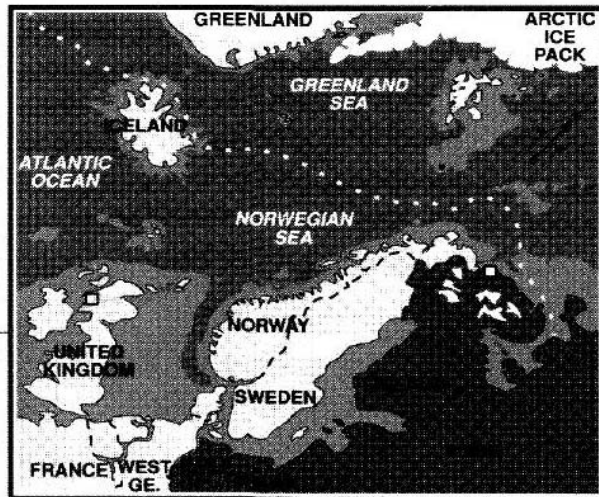 GREENLAND
ARCTIC
ICE
PACK
GREENLAND
SEA
ICELAND
ATLANTIC
OCEAN
NORWEGIAN
SEA
NORWAY
UNITED
KINGDOM
SWEDEN
FRANCE
WEST
GE.